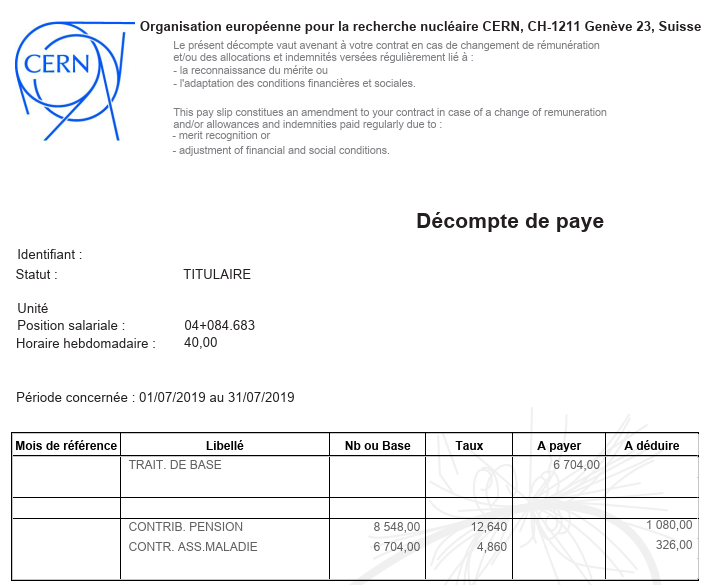 CERN
Organisation européenne pour la recherche nucléaire CERN, CH-1211 Genève 23, Suisse
Le présent décompte vaut avenant à votre contrat en cas de changement de rémunération
et/ou des allocations et indemnités versées régulièrement lié à :
- la reconnaissance du mérite ou
- l'adaptation des conditions financières et sociales.
This pay slip constitutes an amendment to your contract in case of a change of remuneration
and/or allowances and indemnities paid regularly due to :
- merit recognition or
- adjustment of financial and social conditions.
Décompte de paye
Identifiant :
Statut : TITULAIRE
Unité
Position salariale : 04+084.683
Horaire hebdomadaire : 40,00
Période concernée : 01/07/2019 au 31/07/2019
Mois de référence Libellé Nb ou Base Taux A payer A déduire
TRAIT. DE BASE 6 704,00
CONTRIB. PENSION 8 548,00 12,640 1 080,00
CONTR. ASS.MALADIE 6 704,00 4,860 326,00